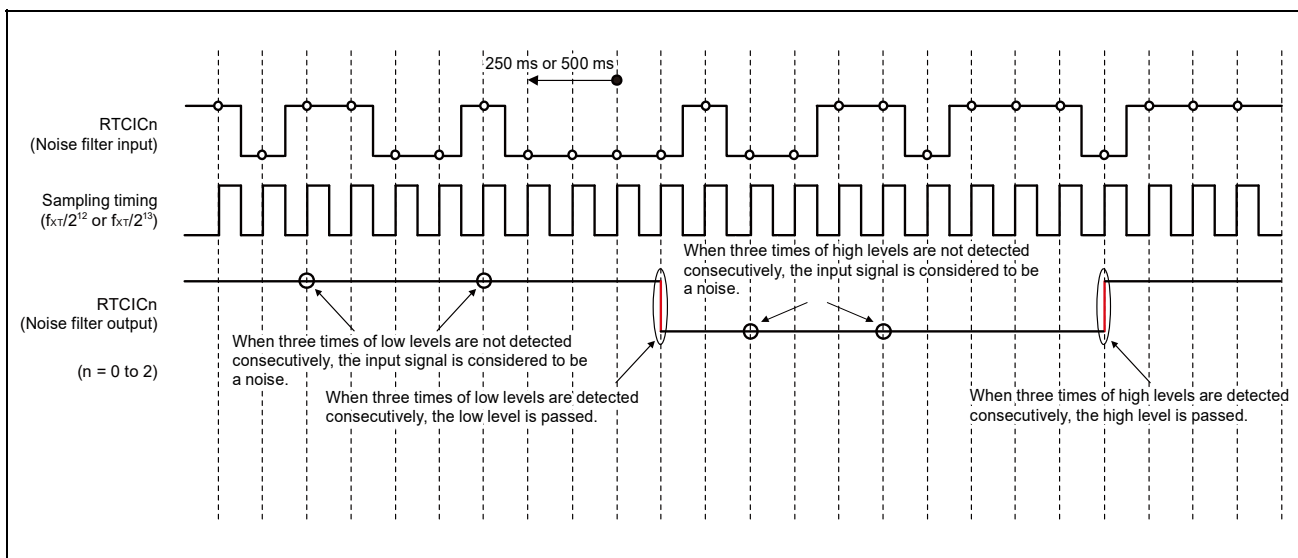 250 ms or 500 ms
RTCICn
(Noise filter input)
Sampling timing
(fXT/2^12 or fXT/2^13)
When three times of high levels are not detected
consecutively, the input signal is considered to be
a noise.
RTCICn
(Noise filter output)
When three times of low levels are not detected
consecutively, the input signal is considered to be
a noise.
(n = 0 to 2)
When three times of low levels are detected
consecutively, the low level is passed.
When three times of high levels are detected
consecutively, the high level is passed.